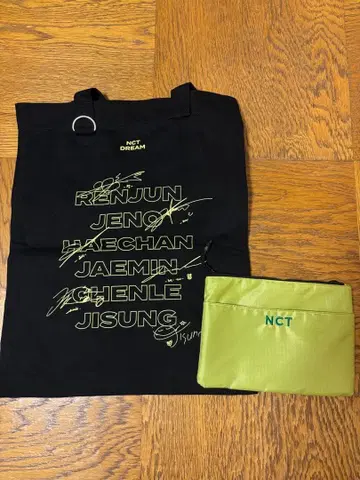 NCT
DREAM
RENJUN
JENO
HAECHAN
JAEMIN
CHENLE
JISUNG
NCT